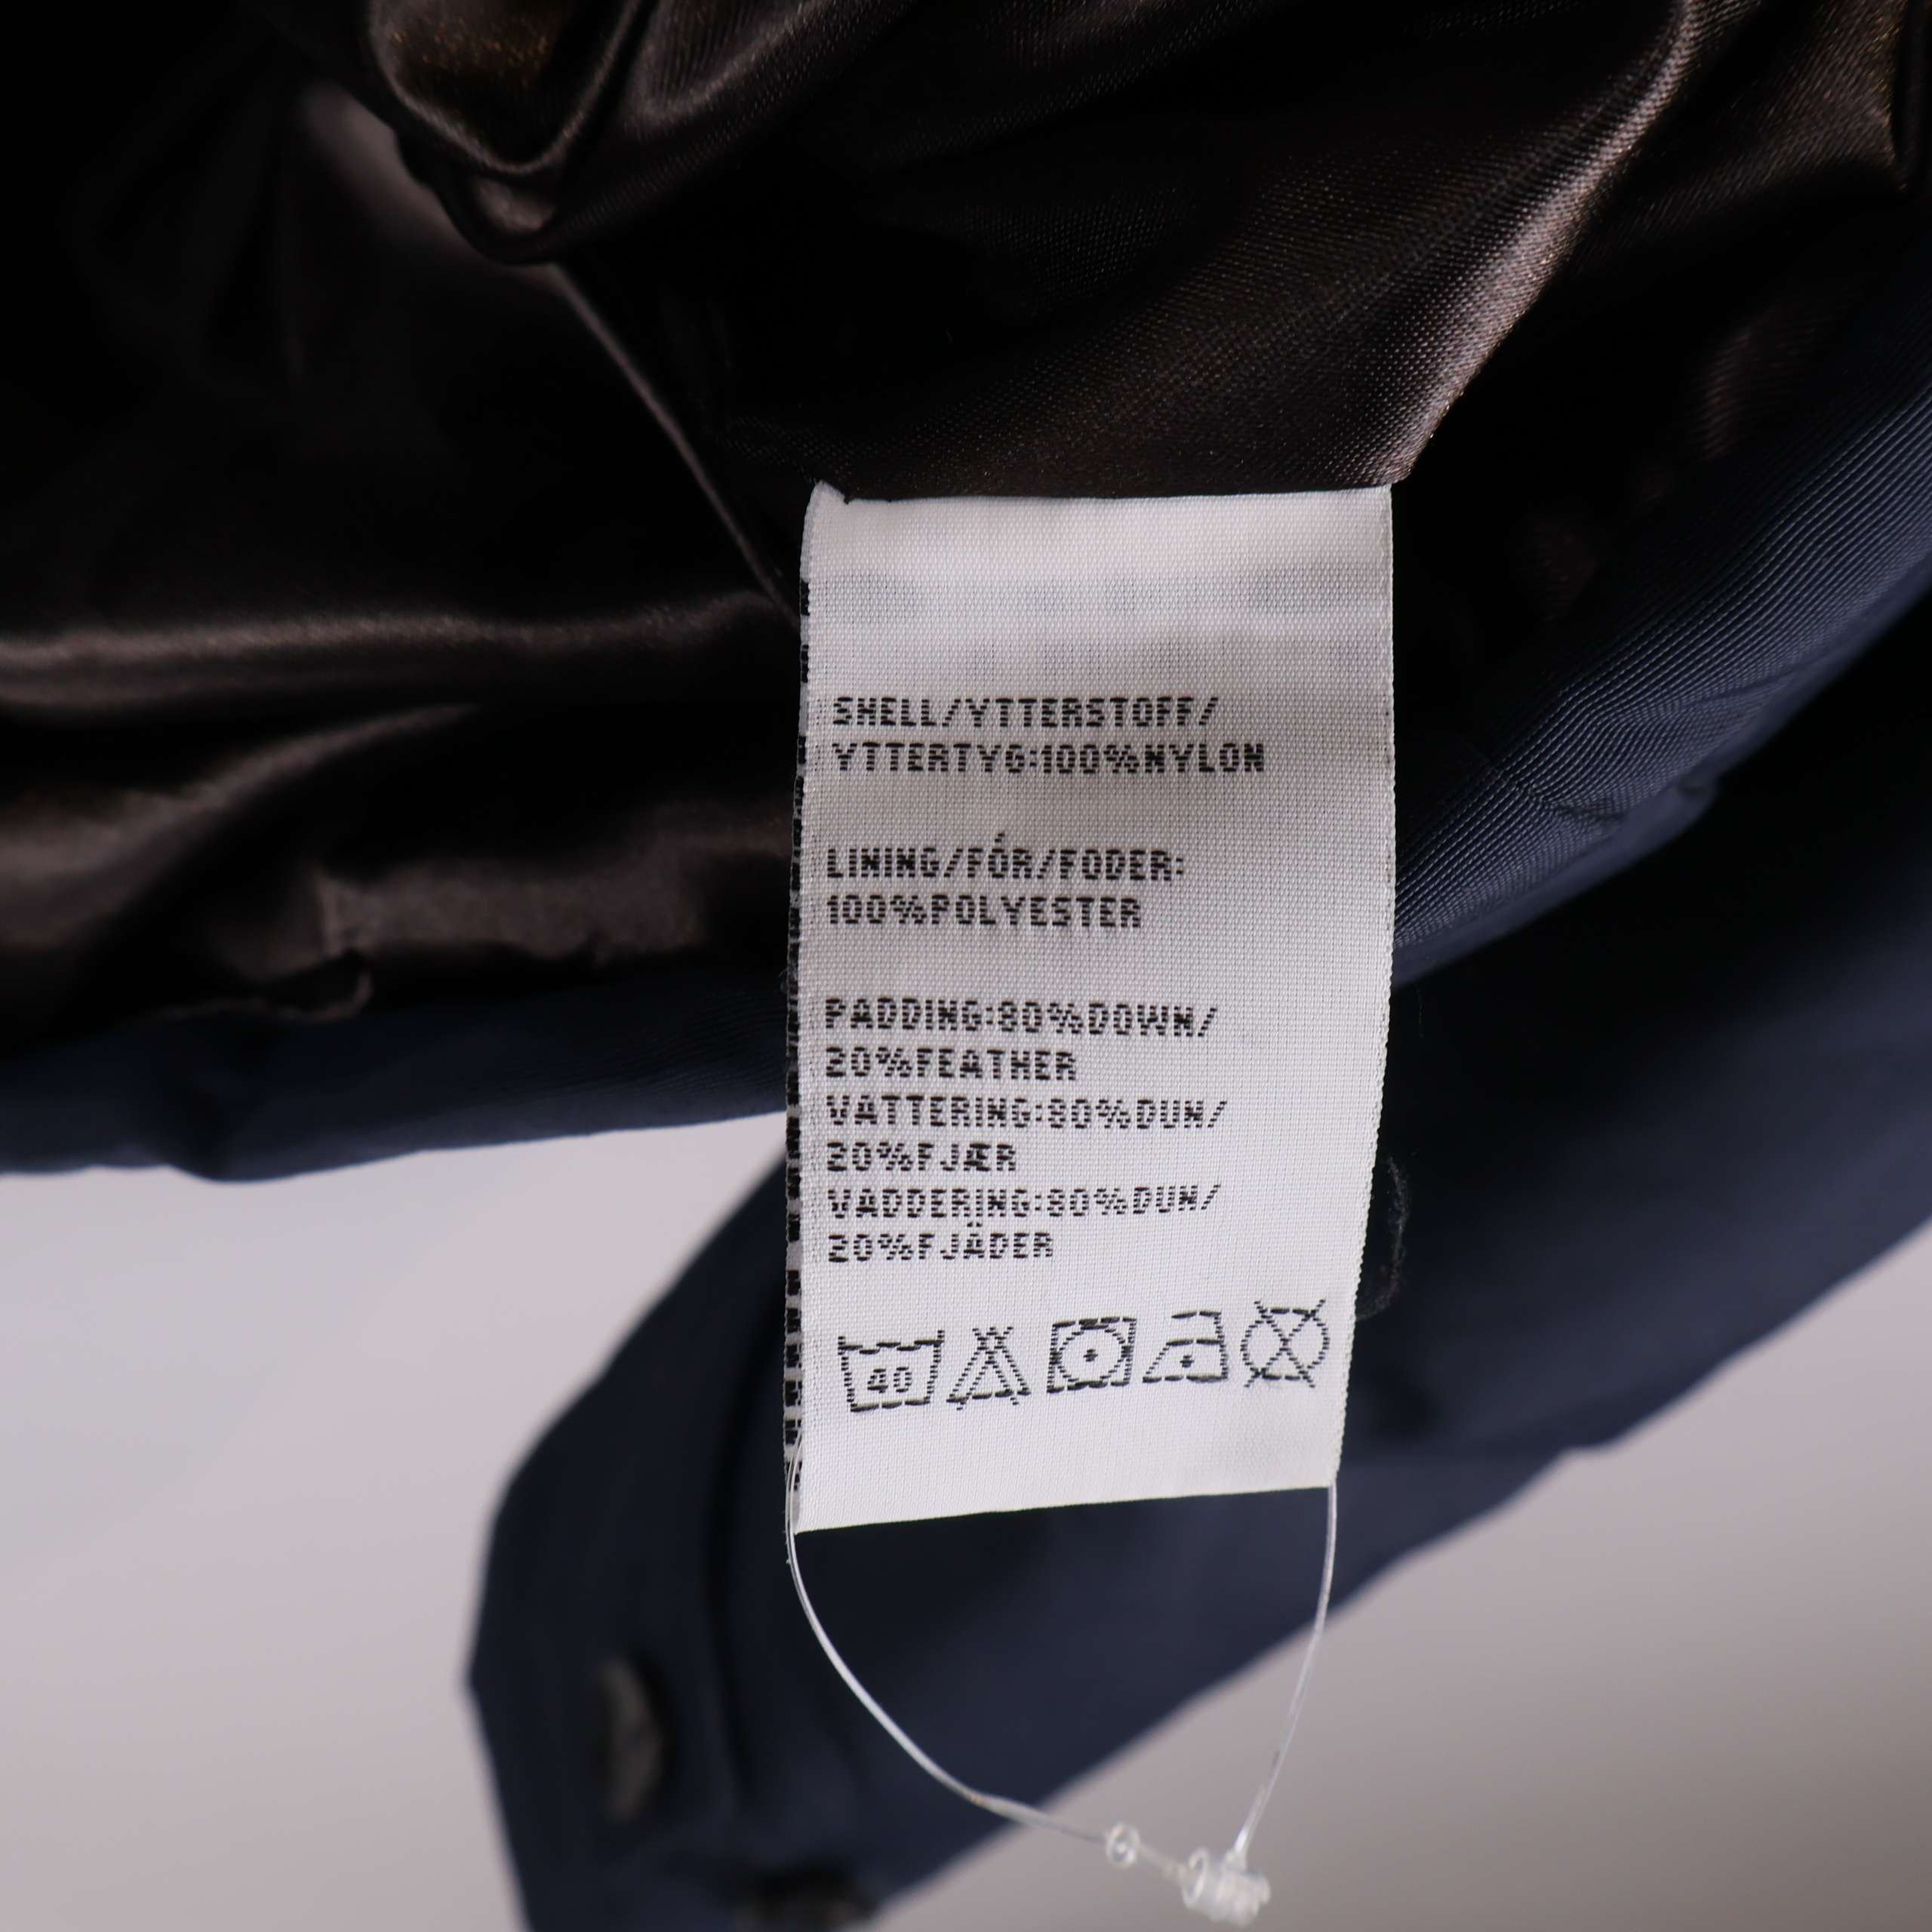 SHELL/YTTERSTOFF/
YTTERTYG:100%NYLON
LINING/FÓR/FODER:
100%POLYESTER
PADDING:80%DOWN/
20%FEATHER
VATTERING:80%DUN/
20%FJÆR
VADDERING:80%DUN/
20%FJÄDER
40